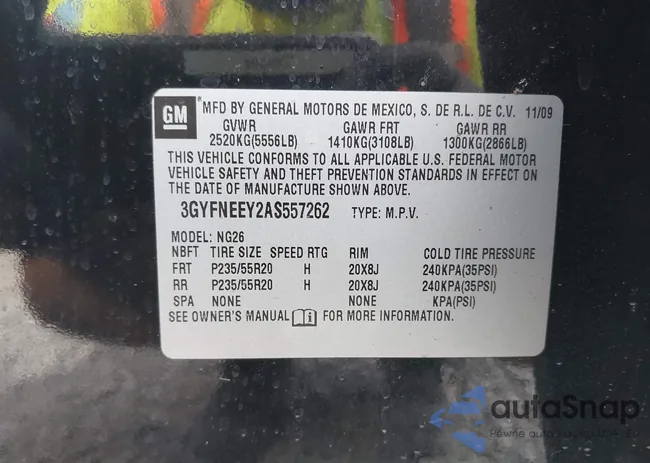 GM
® MFD BY GENERAL MOTORS DE MEXICO, S. DE R.L. DE C.V. 11/09
GVWR GAWR FRT GAWR RR
2520KG(5556LB) 1410KG(3108LB) 1300KG(2866LB)
THIS VEHICLE CONFORMS TO ALL APPLICABLE U.S. FEDERAL MOTOR
VEHICLE SAFETY AND THEFT PREVENTION STANDARDS IN EFFECT ON
THE DATE OF MANUFACTURE SHOWN ABOVE.
3GYFNEEY2AS557262 TYPE: M.P.V.
MODEL: NG26
NBFT TIRE SIZE SPEED RTG RIM COLD TIRE PRESSURE
FRT P235/55R20 H 20X8J 240KPA(35PSI)
RR P235/55R20 H 20X8J 240KPA(35PSI)
SPA NONE NONE KPA(PSI)
SEE OWNER'S MANUAL FOR MORE INFORMATION.
autaSnap
Pewne auta